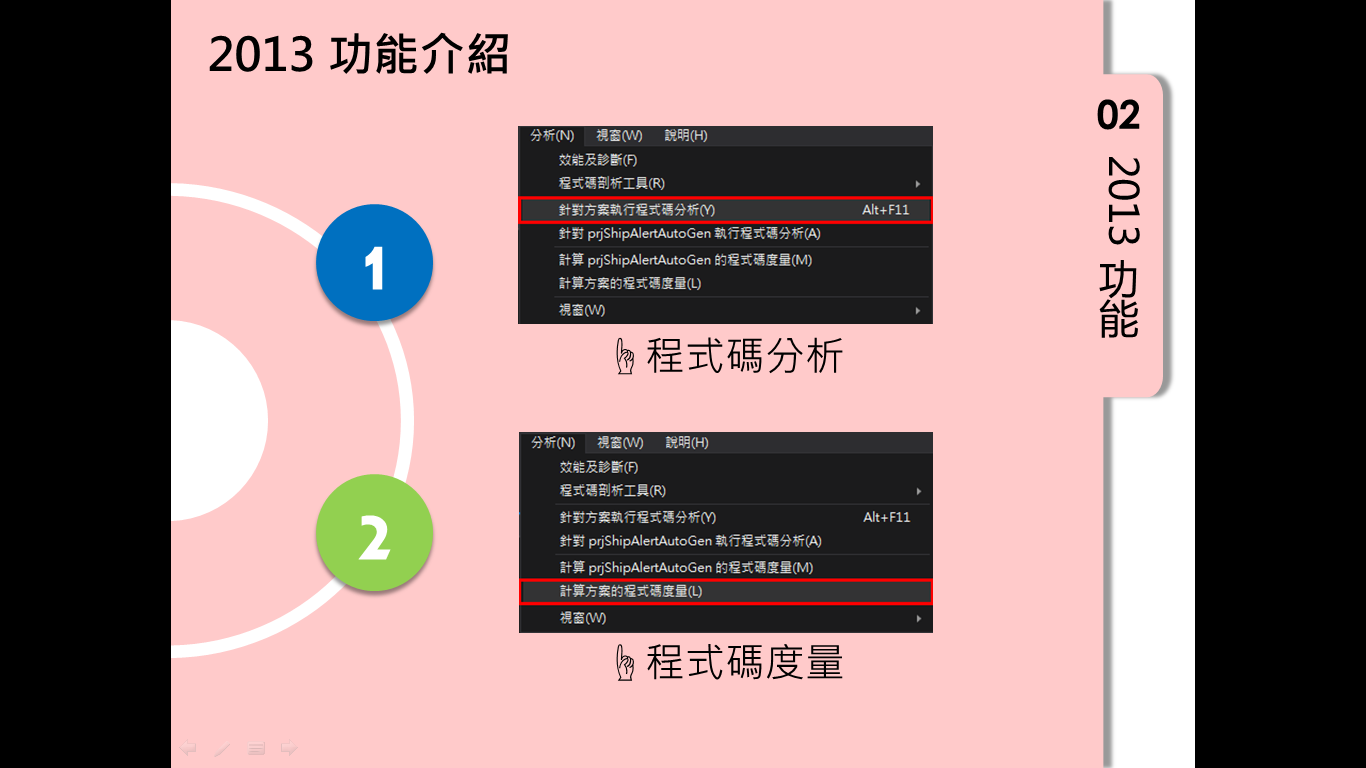 2013 功能介紹
02
2013 功能
1
分析(N) 視窗(W) 說明(H)
效能及診斷(F)
程式碼剖析工具(R)
針對方案執行程式碼分析(Y) Alt+F11
針對 prjShipAlertAutoGen 執行程式碼分析(A)
計算 prjShipAlertAutoGen 的程式碼度量(M)
計算方案的程式碼度量(L)
視窗(W)
程式碼分析
2
分析(N) 視窗(W) 說明(H)
效能及診斷(F)
程式碼剖析工具(R)
針對方案執行程式碼分析(Y) Alt+F11
針對 prjShipAlertAutoGen 執行程式碼分析(A)
計算 prjShipAlertAutoGen 的程式碼度量(M)
計算方案的程式碼度量(L)
視窗(W)
程式碼度量